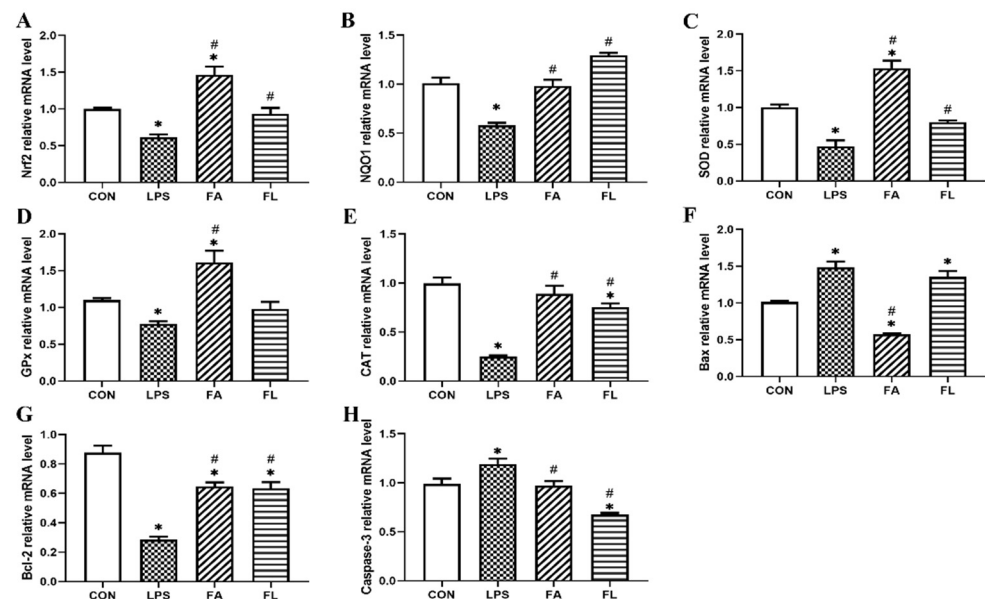 A
Nrf2 relative mRNA level
2.0
1.5
1.0
0.5
0.0
#
*
*
#
CON LPS FA FL
B
NQO1 relative mRNA level
1.5
1.0
0.5
0.0
*
#
#
CON LPS FA FL
C
SOD relative mRNA level
2.0
1.5
1.0
0.5
0.0
#
*
*
#
CON LPS FA FL
D
GPx relative mRNA level
2.0
1.5
1.0
0.5
0.0
#
*
*
CON LPS FA FL
E
CAT relative mRNA level
1.5
1.0
0.5
0.0
*
#
#
*
CON LPS FA FL
F
Bax relative mRNA level
2.0
1.5
1.0
0.5
0.0
*
#
*
*
CON LPS FA FL
G
Bcl-2 relative mRNA level
1.0
0.8
0.6
0.4
0.2
0.0
*
# #
* *
CON LPS FA FL
H
Caspase-3 relative mRNA level
1.5
1.0
0.5
0.0
*
#
#
*
CON LPS FA FL